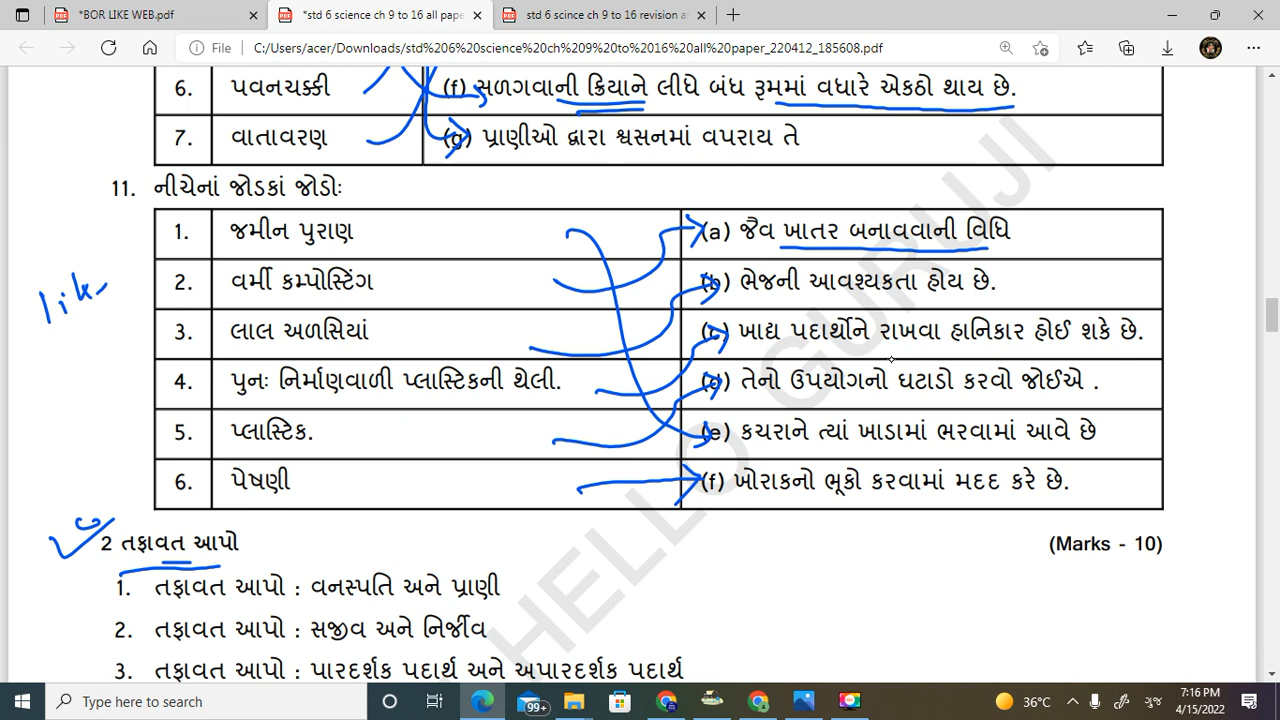 *BOR LIKE WEB.pdf
*std 6 science ch 9 to 16 all pape
std 6 scince ch 9 to 16 revision a
File
C:/Users/acer/Downloads/std%206%20science%20ch%209%20to%2016%20all%20paper_220412_185608.pdf
6. પવનચક્કી (f) સળગવાની ક્રિયાને લીધે બંધ રૂમમાં વધારે એકઠો થાય છે.
7. વાતાવરણ (g) પ્રાણીઓ દ્વારા શ્વસનમાં વપરાય તે
11. નીચેનાં જોડકાં જોડોઃ
1. જમીન પુરાણ (a) જૈવ ખાતર બનાવવાની વિધિ
2. વર્મી કમ્પોસ્ટિંગ (b) ભેજની આવશ્યકતા હોય છે.
3. લાલ અળસિયાં (c) ખાદ્ય પદાર્થોને રાખવા હાનિકાર હોઈ શકે છે.
4. પુનઃ નિર્માણવાળી પ્લાસ્ટિકની થેલી. (d) તેનો ઉપયોગનો ઘટાડો કરવો જોઈએ .
5. પ્લાસ્ટિક. (e) કચરાને ત્યાં ખાડામાં ભરવામાં આવે છે
6. પેષણી (f) ખોરાકનો ભૂકો કરવામાં મદદ કરે છે.
like
2 તફાવત આપો (Marks - 10)
1. તફાવત આપો : વનસ્પતિ અને પ્રાણી
2. તફાવત આપો : સજીવ અને નિર્જીવ
3. તફાવત આપો : પારદર્શક પદાર્થ અને અપારદર્શક પદાર્થ
HELLO GURUJI
Type here to search
99+
36°C
7:16 PM
4/15/2022